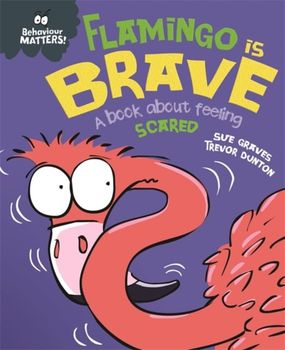 Behaviour
MATTERS!
FLAMINGO is
BRAVE
A book about feeling
SCARED
SUE GRAVES
TREVOR DUNTON